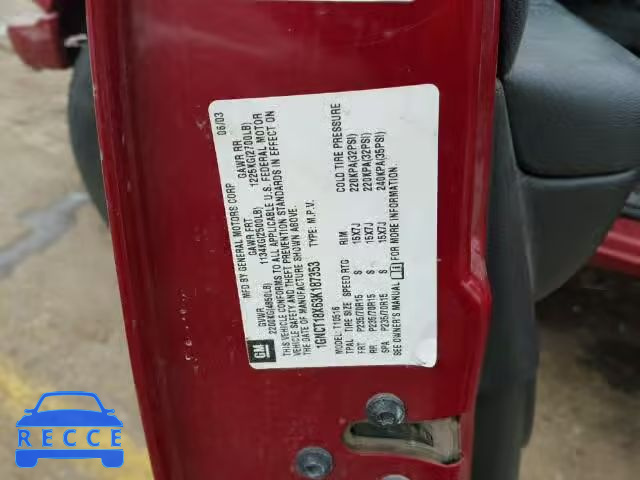 GM
MFD BY GENERAL MOTORS CORP
06/03
GVWR GAWR FRT GAWR RR
2200KG(4850LB) 1134KG(2500LB) 1225KG(2700LB)
THIS VEHICLE CONFORMS TO ALL APPLICABLE U.S. FEDERAL MOTOR
VEHICLE SAFETY AND THEFT PREVENTION STANDARDS IN EFFECT ON
THE DATE OF MANUFACTURE SHOWN ABOVE.
1GNCT18X63K187353 TYPE: M.P.V.
MODEL: T10516
TPAL TIRE SIZE SPEED RTG RIM COLD TIRE PRESSURE
FRT P235/70R15 S 15X7J 220KPA(32PSI)
RR P235/70R15 S 15X7J 220KPA(32PSI)
SPA P235/70R15 S 15X7J 240KPA(35PSI)
SEE OWNER'S MANUAL FOR MORE INFORMATION.
RECCE